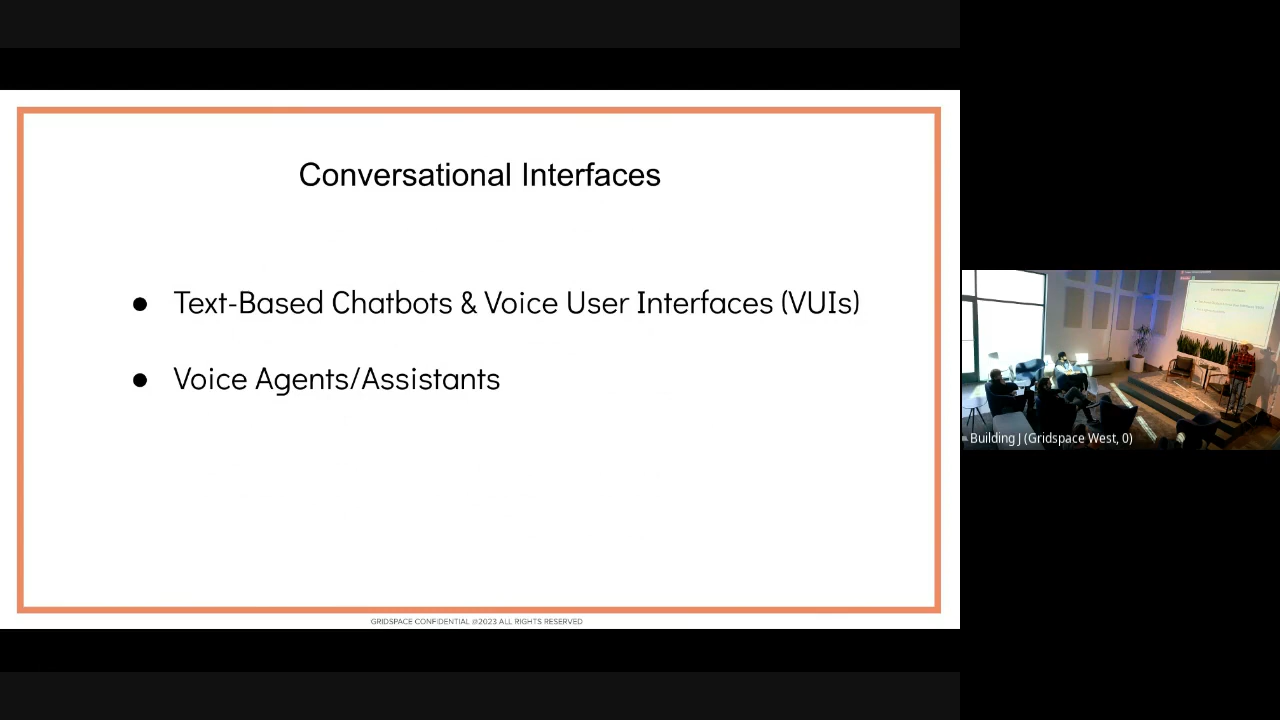 Conversational Interfaces
● Text-Based Chatbots & Voice User Interfaces (VUIs)
● Voice Agents/Assistants
GRIDSPACE CONFIDENTIAL @2023 ALL RIGHTS RESERVED
Building J (Gridspace West, 0)